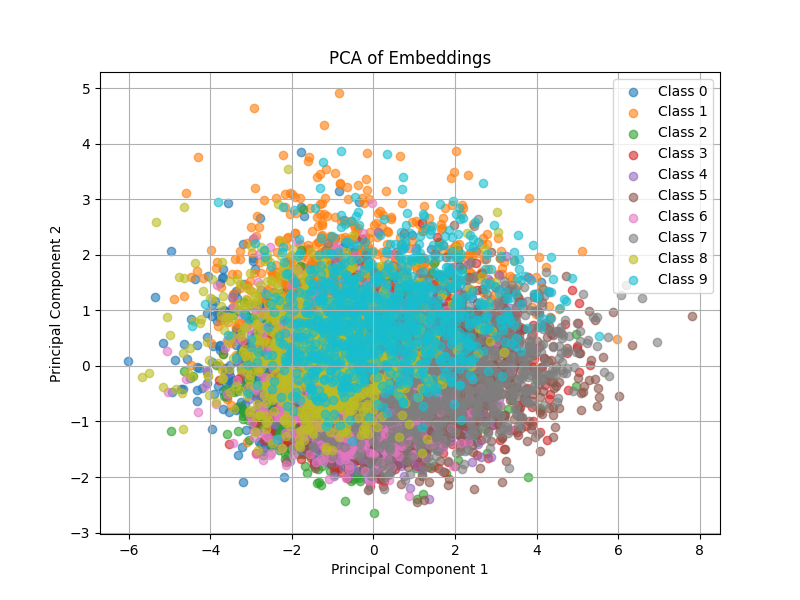 PCA of Embeddings
5
4
3
2
1
0
−1
−2
−3
Principal Component 2
Class 0
Class 1
Class 2
Class 3
Class 4
Class 5
Class 6
Class 7
Class 8
Class 9
−6 −4 −2 0 2 4 6 8
Principal Component 1